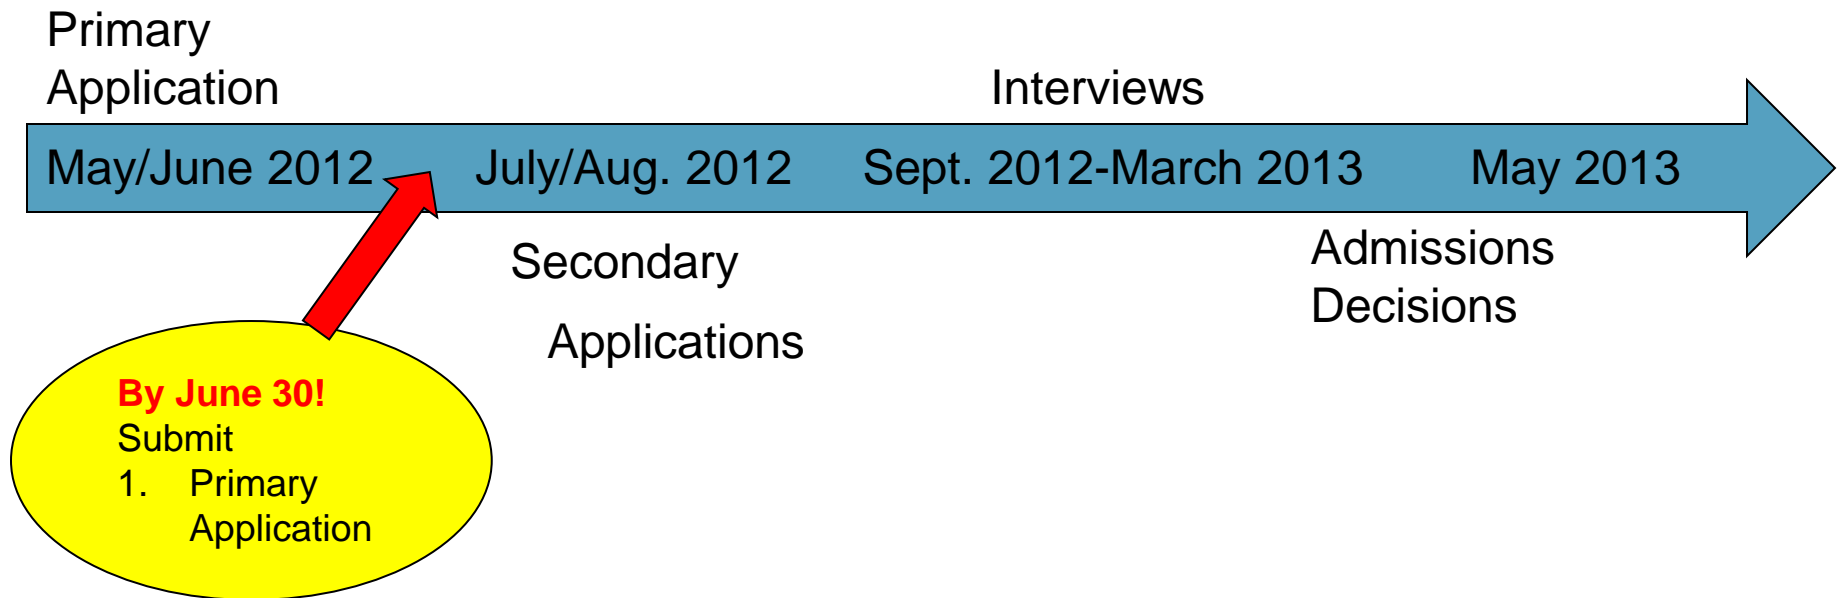 Primary
Application
Interviews
May/June 2012
July/Aug. 2012
Sept. 2012-March 2013
May 2013
Secondary
Applications
Admissions
Decisions
By June 30!
Submit
1. Primary
Application